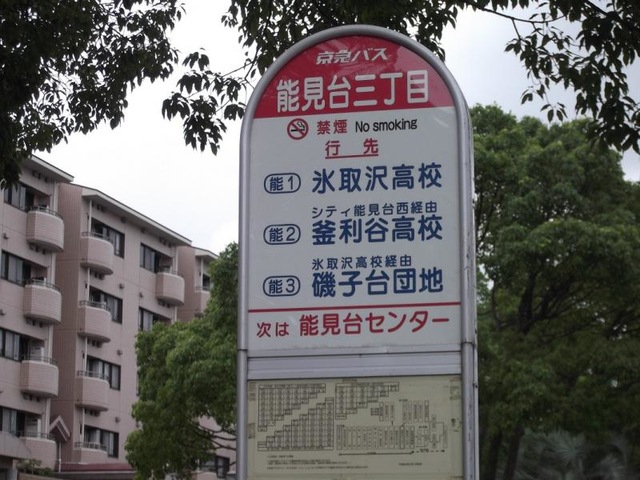 京急バス
能見台三丁目
禁煙 No smoking
行先
能1 氷取沢高校
シティ能見台西経由
能2 釜利谷高校
氷取沢高校経由
能3 磯子台団地
次は 能見台センター